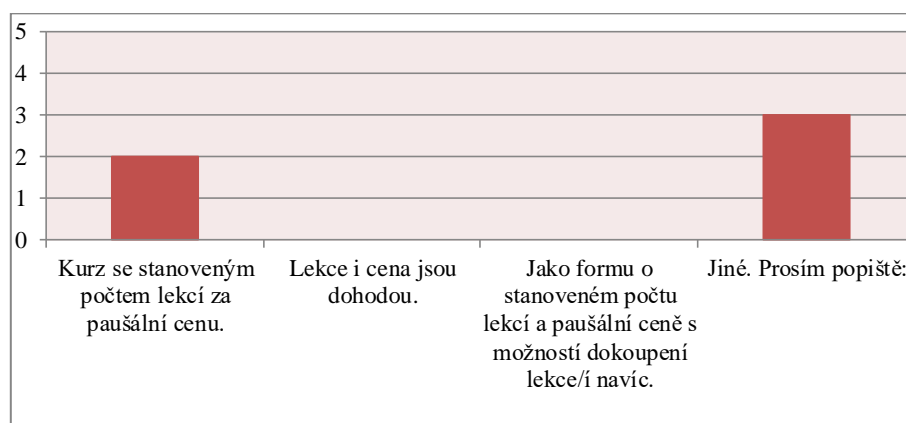 5
4
3
2
1
0
Kurz se stanoveným
počtem lekcí za
paušální cenu.
Lekce i cena jsou
dohodou.
Jako formu o
stanoveném počtu
lekcí a paušální ceně s
možností dokoupení
lekce/í navíc.
Jiné. Prosím popiště: